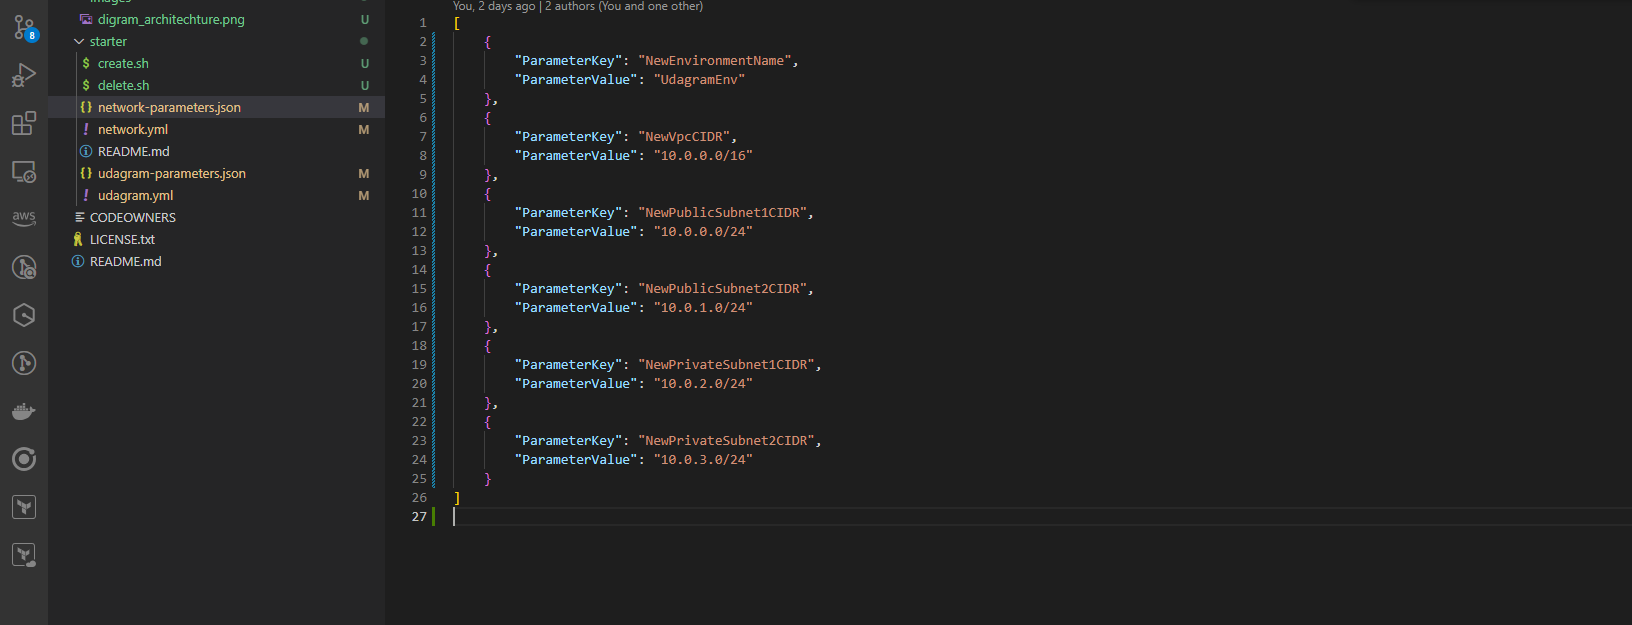 images
digram_architechture.png U
starter
$ create.sh U
$ delete.sh U
{} network-parameters.json M
! network.yml M
README.md
{} udagram-parameters.json M
! udagram.yml M
CODEOWNERS
LICENSE.txt
README.md
8
aws
You, 2 days ago | 2 authors (You and one other)
1 [
2 {
3 "ParameterKey": "NewEnvironmentName",
4 "ParameterValue": "UdagramEnv"
5 },
6 {
7 "ParameterKey": "NewVpcCIDR",
8 "ParameterValue": "10.0.0.0/16"
9 },
10 {
11 "ParameterKey": "NewPublicSubnet1CIDR",
12 "ParameterValue": "10.0.0.0/24"
13 },
14 {
15 "ParameterKey": "NewPublicSubnet2CIDR",
16 "ParameterValue": "10.0.1.0/24"
17 },
18 {
19 "ParameterKey": "NewPrivateSubnet1CIDR",
20 "ParameterValue": "10.0.2.0/24"
21 },
22 {
23 "ParameterKey": "NewPrivateSubnet2CIDR",
24 "ParameterValue": "10.0.3.0/24"
25 }
26 ]
27